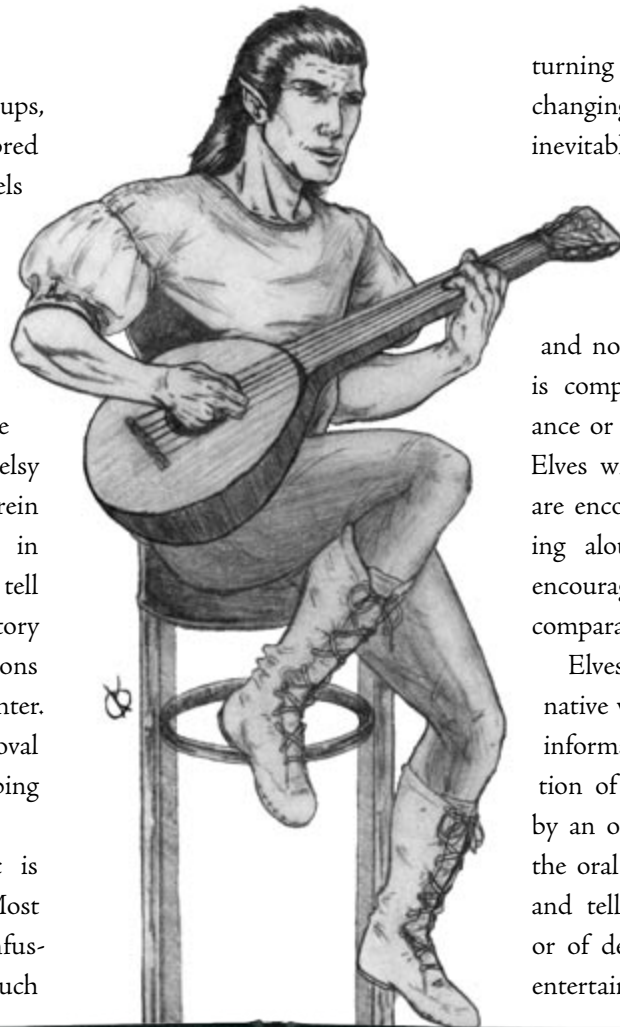 ups,
ored
els
e
elsy
rein
in
tell
tory
ons
nter.
oval
ping
t is
Most
nfus-
uch
turning
changing
inevitabl
and no
is comp
ance or
Elves w
are enco
ing alou
encourag
compara
Elves
native v
informa
tion of
by an o
the oral
and tell
or of de
entertain